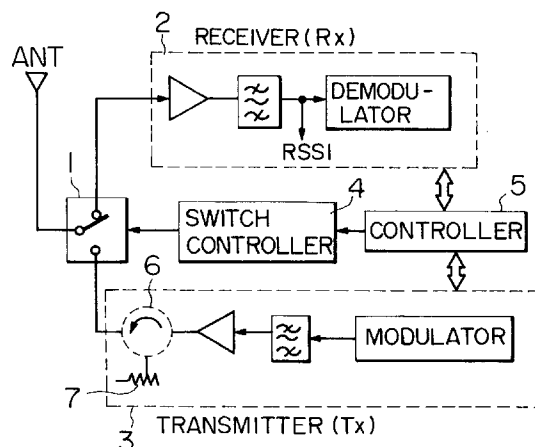 2
RECEIVER (Rx)
ANT
DEMODU-
LATOR
RSSI
1
4
5
SWITCH
CONTROLLER
CONTROLLER
6
MODULATOR
7
3
TRANSMITTER (Tx)